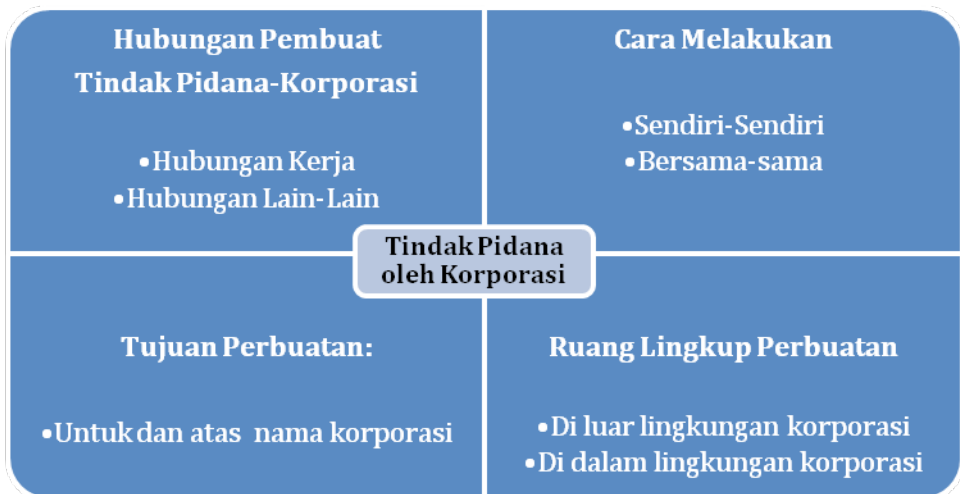 Hubungan Pembuat
Tindak Pidana-Korporasi
•Hubungan Kerja
•Hubungan Lain-Lain
Cara Melakukan
•Sendiri-Sendiri
•Bersama-sama
Tindak Pidana
oleh Korporasi
Tujuan Perbuatan:
•Untuk dan atas nama korporasi
Ruang Lingkup Perbuatan
•Di luar lingkungan korporasi
•Di dalam lingkungan korporasi